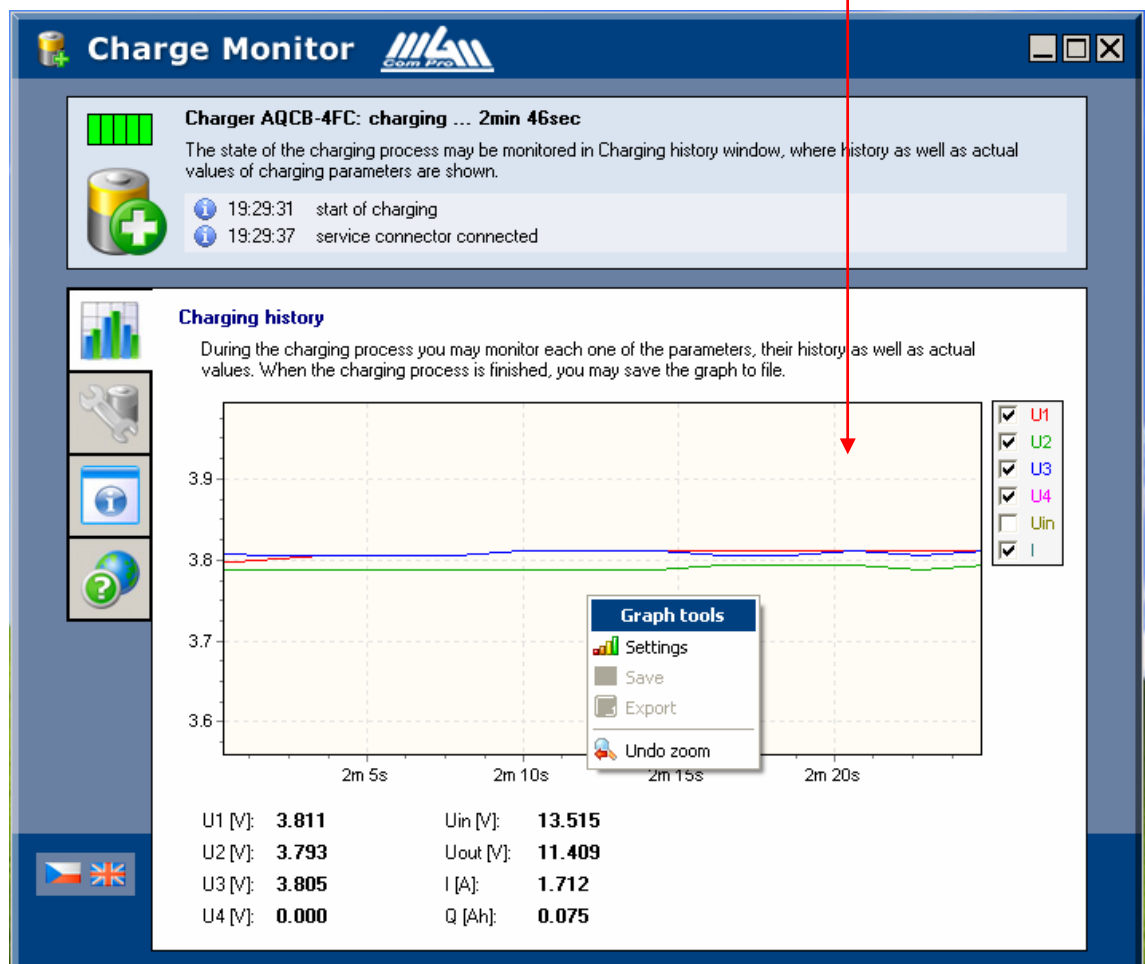 Charge Monitor
Com Pro
Charger AQCB-4FC: charging ... 2min 46sec
The state of the charging process may be monitored in Charging history window, where history as well as actual
values of charging parameters are shown.
19:29:31 start of charging
19:29:37 service connector connected
Charging history
During the charging process you may monitor each one of the parameters, their history as well as actual
values. When the charging process is finished, you may save the graph to file.
U1
U2
U3
U4
Uin
I
3.9
3.8
3.7
3.6
Graph tools
Settings
Save
Export
Undo zoom
2m 5s 2m 10s 2m 15s 2m 20s
U1 [V]: 3.811 Uin [V]: 13.515
U2 [V]: 3.793 Uout [V]: 11.409
U3 [V]: 3.805 I [A]: 1.712
U4 [V]: 0.000 Q [Ah]: 0.075